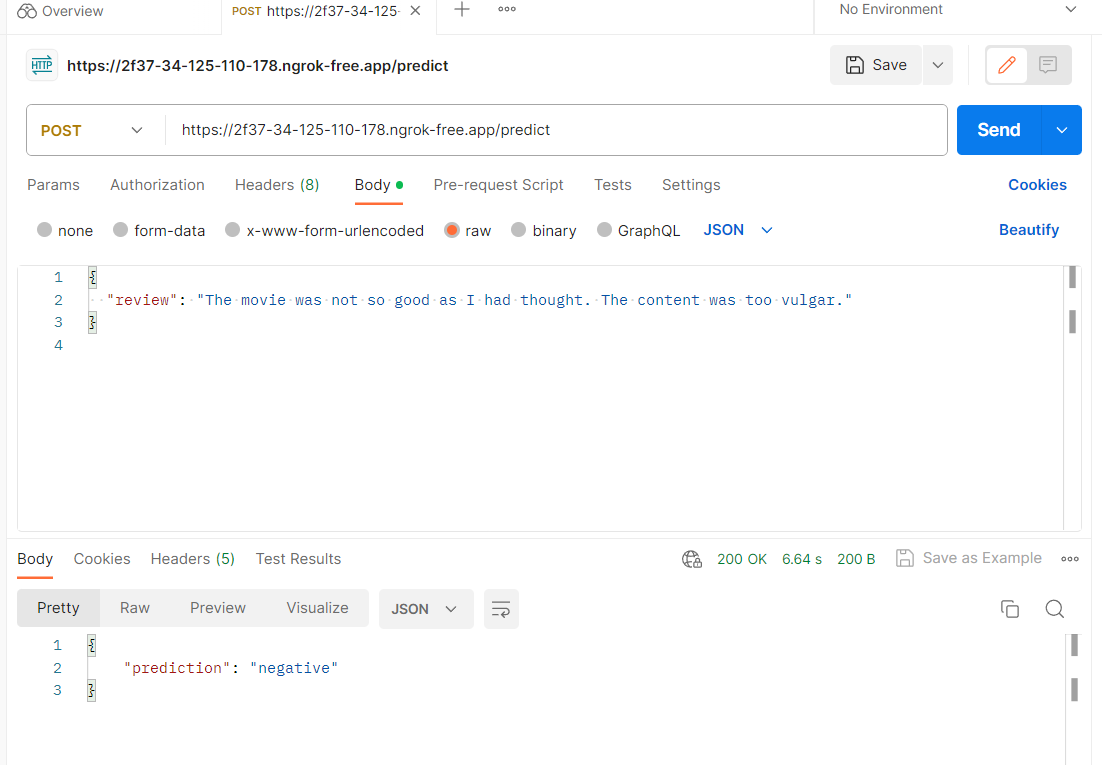 Overview
POST https://2f37-34-125-
No Environment
HTTP https://2f37-34-125-110-178.ngrok-free.app/predict
Save
POST https://2f37-34-125-110-178.ngrok-free.app/predict
Send
Params Authorization Headers (8) Body Pre-request Script Tests Settings Cookies
none form-data x-www-form-urlencoded raw binary GraphQL JSON Beautify
1 {
2 "review": "The movie was not so good as I had thought. The content was too vulgar."
3 }
4
Body Cookies Headers (5) Test Results 200 OK 6.64 s 200 B Save as Example
Pretty Raw Preview Visualize JSON
1 {
2 "prediction": "negative"
3 }